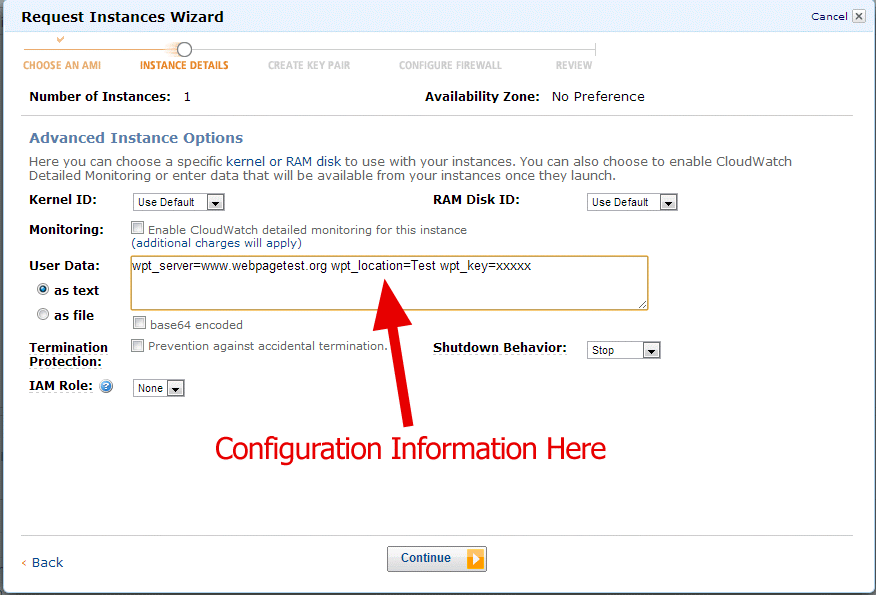 Request Instances Wizard
Cancel
CHOOSE AN AMI INSTANCE DETAILS CREATE KEY PAIR CONFIGURE FIREWALL REVIEW
Number of Instances: 1 Availability Zone: No Preference
Advanced Instance Options
Here you can choose a specific kernel or RAM disk to use with your instances. You can also choose to enable CloudWatch
Detailed Monitoring or enter data that will be available from your instances once they launch.
Kernel ID: Use Default RAM Disk ID: Use Default
Monitoring: Enable CloudWatch detailed monitoring for this instance
(additional charges will apply)
User Data: wpt_server=www.webpagetest.org wpt_location=Test wpt_key=xxxxx
as text
as file
base64 encoded
Termination Protection: Prevention against accidental termination. Shutdown Behavior: Stop
IAM Role: ? None
Configuration Information Here
‹ Back
Continue